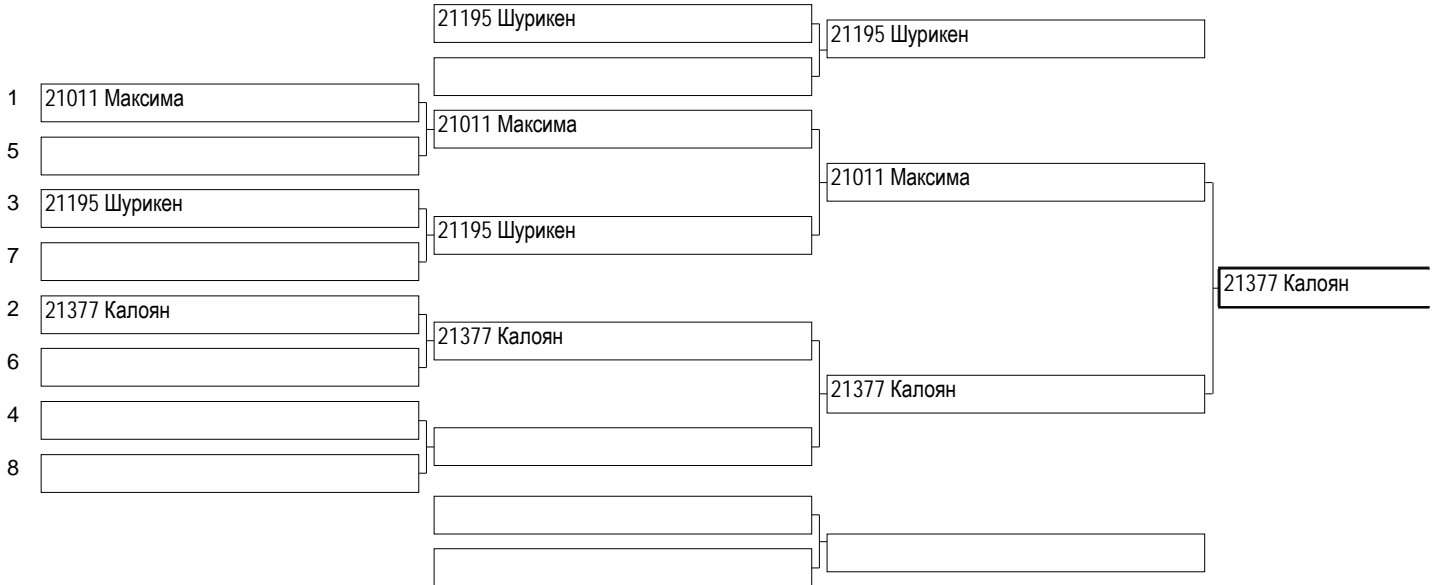 21195 Шурикен
21195 Шурикен
1 21011 Максима
21011 Максима
5
21011 Максима
3 21195 Шурикен
21195 Шурикен
7
21377 Калоян
2 21377 Калоян
21377 Калоян
6
21377 Калоян
4
8